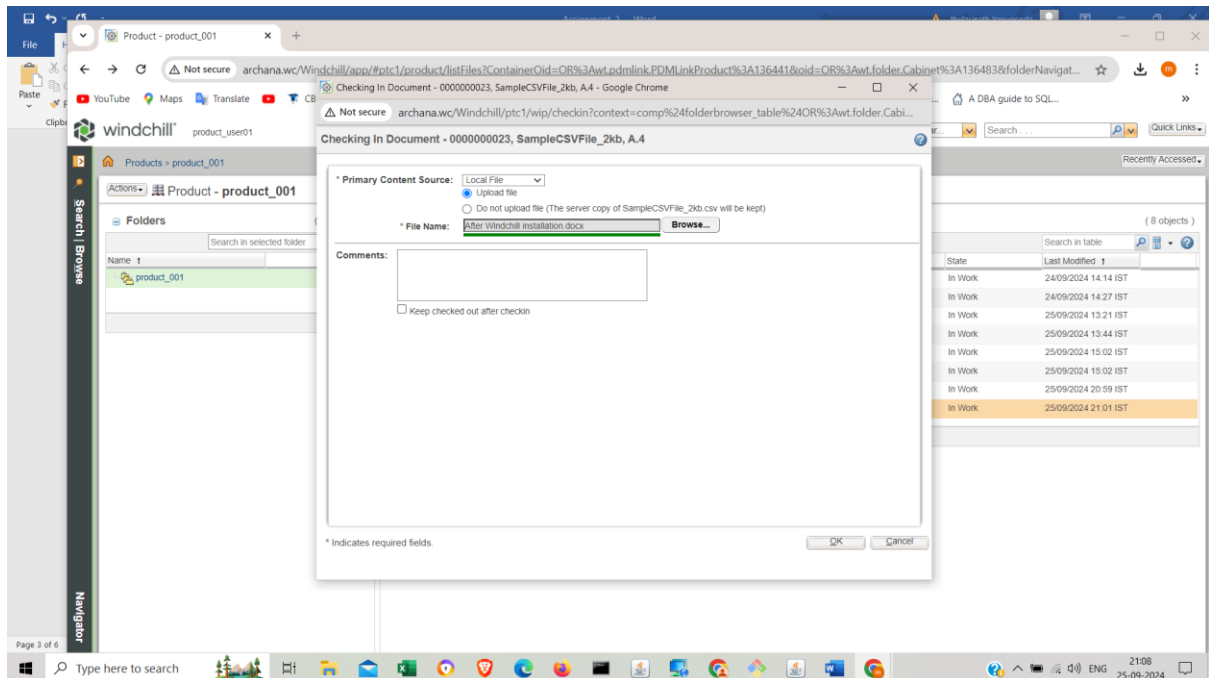 Assignment 2 - Word
File
Product - product_001
Not secure archana.wc/Windchill/app/#ptc1/product/listFiles?ContainerOid=OR%3Awt.pdmlink.PDMLinkProduct%3A136441&oid=OR%3Awt.folder.Cabinet%3A136483&folderNavigat...
m
Paste
YouTube Maps Translate CB
A DBA guide to SQL...
»
Clipb
Checking In Document - 0000000023, SampleCSVFile_2kb, A.4 - Google Chrome
Not secure archana.wc/Windchill/ptc1/wip/checkin?context=comp%24folderbrowser_table%24OR%3Awt.folder.Cabi...
windchill product_user01
Search . . .
Quick Links
Checking In Document - 0000000023, SampleCSVFile_2kb, A.4
Products > product_001
Recently Accessed
Actions Product - product_001
Search | Browse
Folders
Search in selected folder
Name
product_001
* Primary Content Source: Local File
Upload file
Do not upload file (The server copy of SampleCSVFile_2kb.csv will be kept)
* File Name: After Windchill installation.docx Browse...
Comments:
Keep checked out after checkin
( 8 objects )
Search in table
State Last Modified
In Work 24/09/2024 14:14 IST
In Work 24/09/2024 14:27 IST
In Work 25/09/2024 13:21 IST
In Work 25/09/2024 13:44 IST
In Work 25/09/2024 15:02 IST
In Work 25/09/2024 15:02 IST
In Work 25/09/2024 20:59 IST
In Work 25/09/2024 21:01 IST
* Indicates required fields.
OK Cancel
Navigator
Page 3 of 6
Type here to search
ENG
21:08
25-09-2024